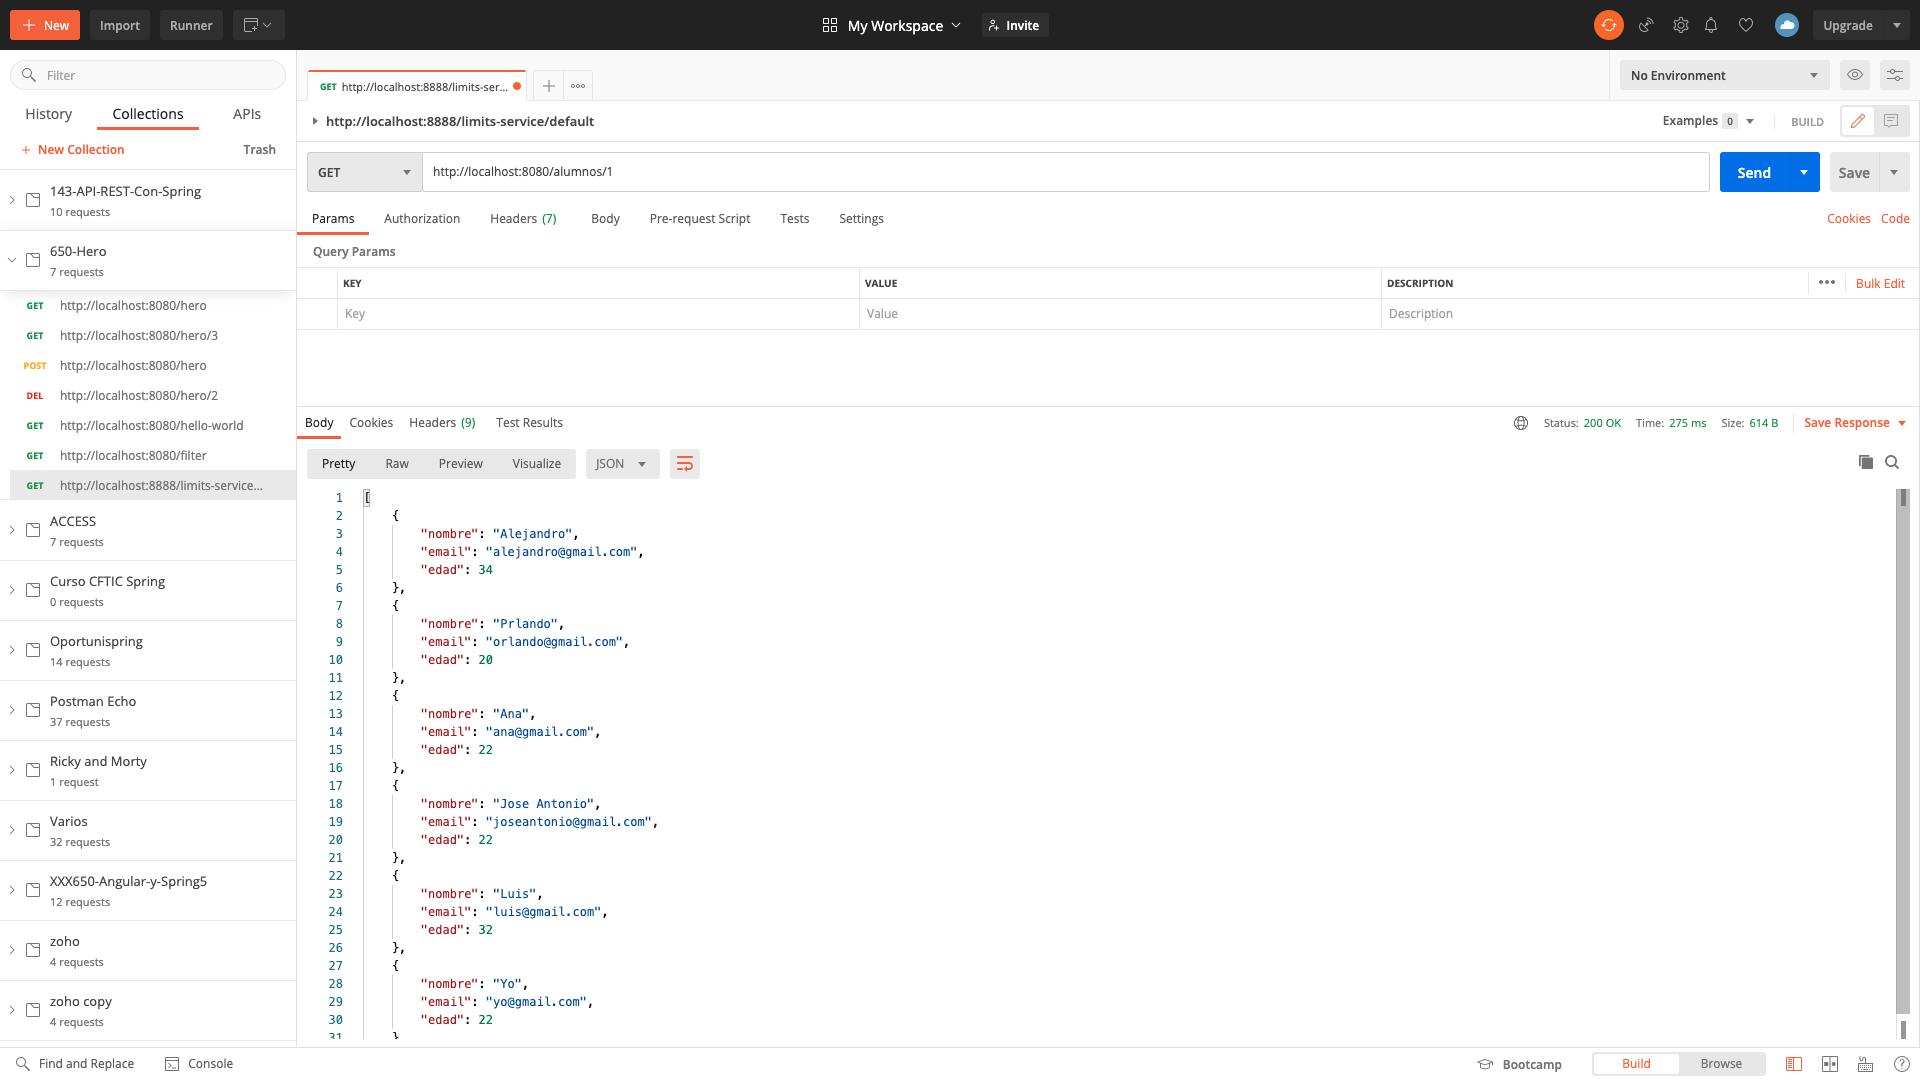 New
Import
Runner
My Workspace
Invite
Upgrade
Filter
History
Collections
APIs
+ New Collection
Trash
143-API-REST-Con-Spring
10 requests
650-Hero
7 requests
GET http://localhost:8080/hero
GET http://localhost:8080/hero/3
POST http://localhost:8080/hero
DEL http://localhost:8080/hero/2
GET http://localhost:8080/hello-world
GET http://localhost:8080/filter
GET http://localhost:8888/limits-service...
ACCESS
7 requests
Curso CFTIC Spring
0 requests
Oportunispring
14 requests
Postman Echo
37 requests
Ricky and Morty
1 request
Varios
32 requests
XXX650-Angular-y-Spring5
12 requests
zoho
4 requests
zoho copy
4 requests
GET http://localhost:8888/limits-ser...
No Environment
http://localhost:8888/limits-service/default
Examples 0
BUILD
GET
http://localhost:8080/alumnos/1
Send
Save
Params
Authorization
Headers (7)
Body
Pre-request Script
Tests
Settings
Cookies
Code
Query Params
KEY
VALUE
DESCRIPTION
Bulk Edit
Key
Value
Description
Body
Cookies
Headers (9)
Test Results
Status: 200 OK
Time: 275 ms
Size: 614 B
Save Response
Pretty
Raw
Preview
Visualize
JSON
1 [
2 {
3 "nombre": "Alejandro",
4 "email": "alejandro@gmail.com",
5 "edad": 34
6 },
7 {
8 "nombre": "Prlando",
9 "email": "orlando@gmail.com",
10 "edad": 20
11 },
12 {
13 "nombre": "Ana",
14 "email": "ana@gmail.com",
15 "edad": 22
16 },
17 {
18 "nombre": "Jose Antonio",
19 "email": "joseantonio@gmail.com",
20 "edad": 22
21 },
22 {
23 "nombre": "Luis",
24 "email": "luis@gmail.com",
25 "edad": 32
26 },
27 {
28 "nombre": "Yo",
29 "email": "yo@gmail.com",
30 "edad": 22
31 }
Find and Replace
Console
Bootcamp
Build
Browse